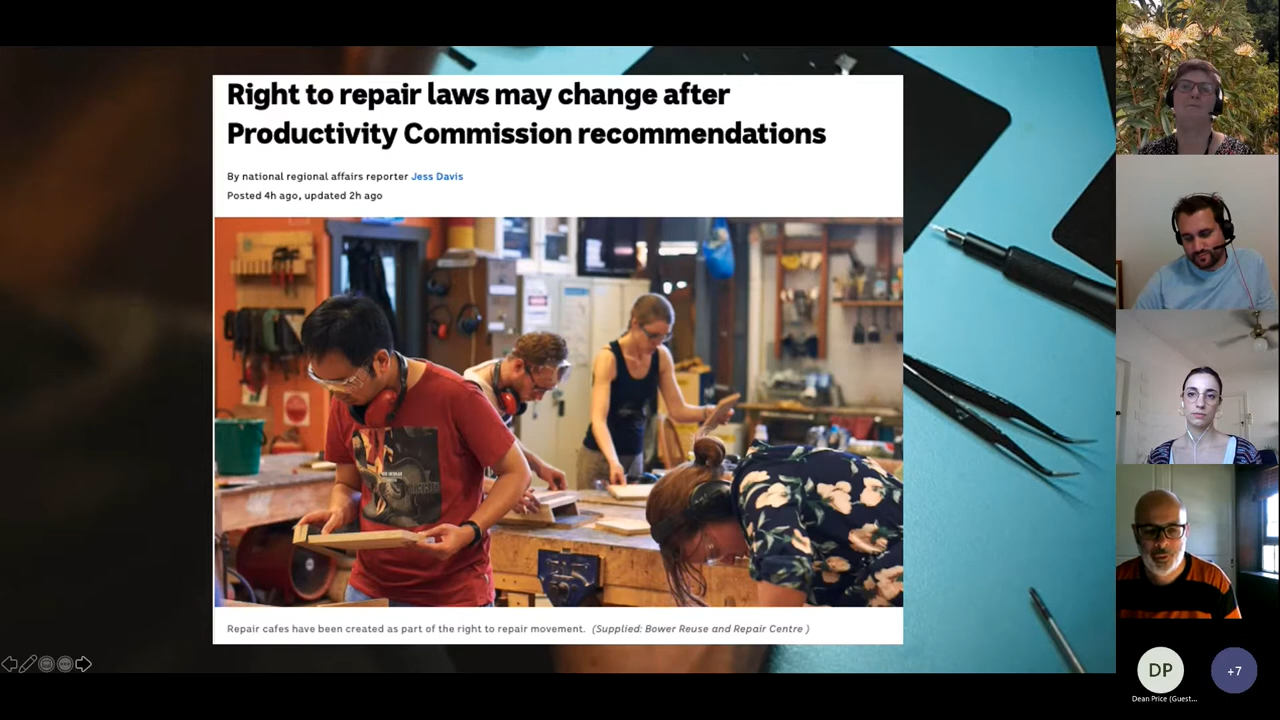 Right to repair laws may change after
Productivity Commission recommendations
By national regional affairs reporter Jess Davis
Posted 4h ago, updated 2h ago
Repair cafes have been created as part of the right to repair movement. (Supplied: Bower Reuse and Repair Centre )
DP
+7
Dean Price (Guest...